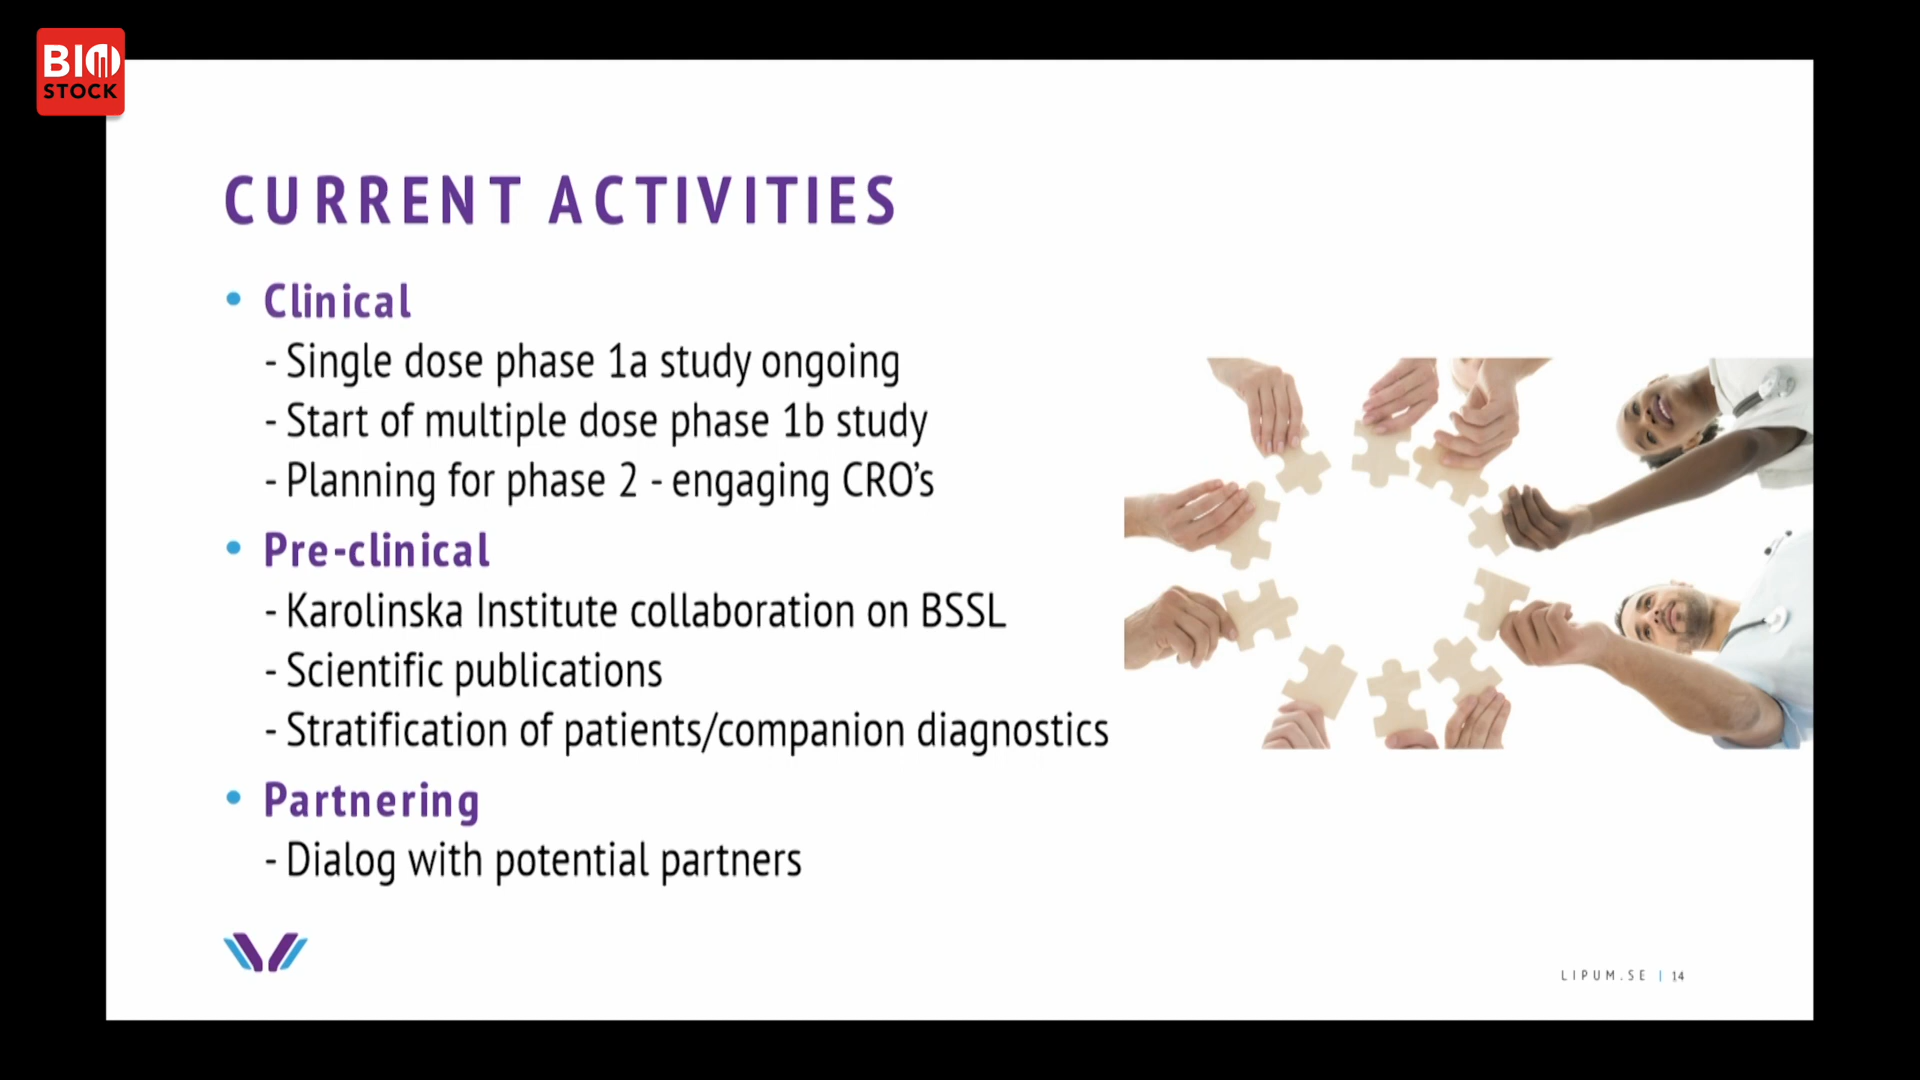 BIO
STOCK
CURRENT ACTIVITIES
• Clinical
- Single dose phase 1a study ongoing
- Start of multiple dose phase 1b study
- Planning for phase 2 - engaging CRO’s
• Pre-clinical
- Karolinska Institute collaboration on BSSL
- Scientific publications
- Stratification of patients/companion diagnostics
• Partnering
- Dialog with potential partners
LIPUM.SE | 14